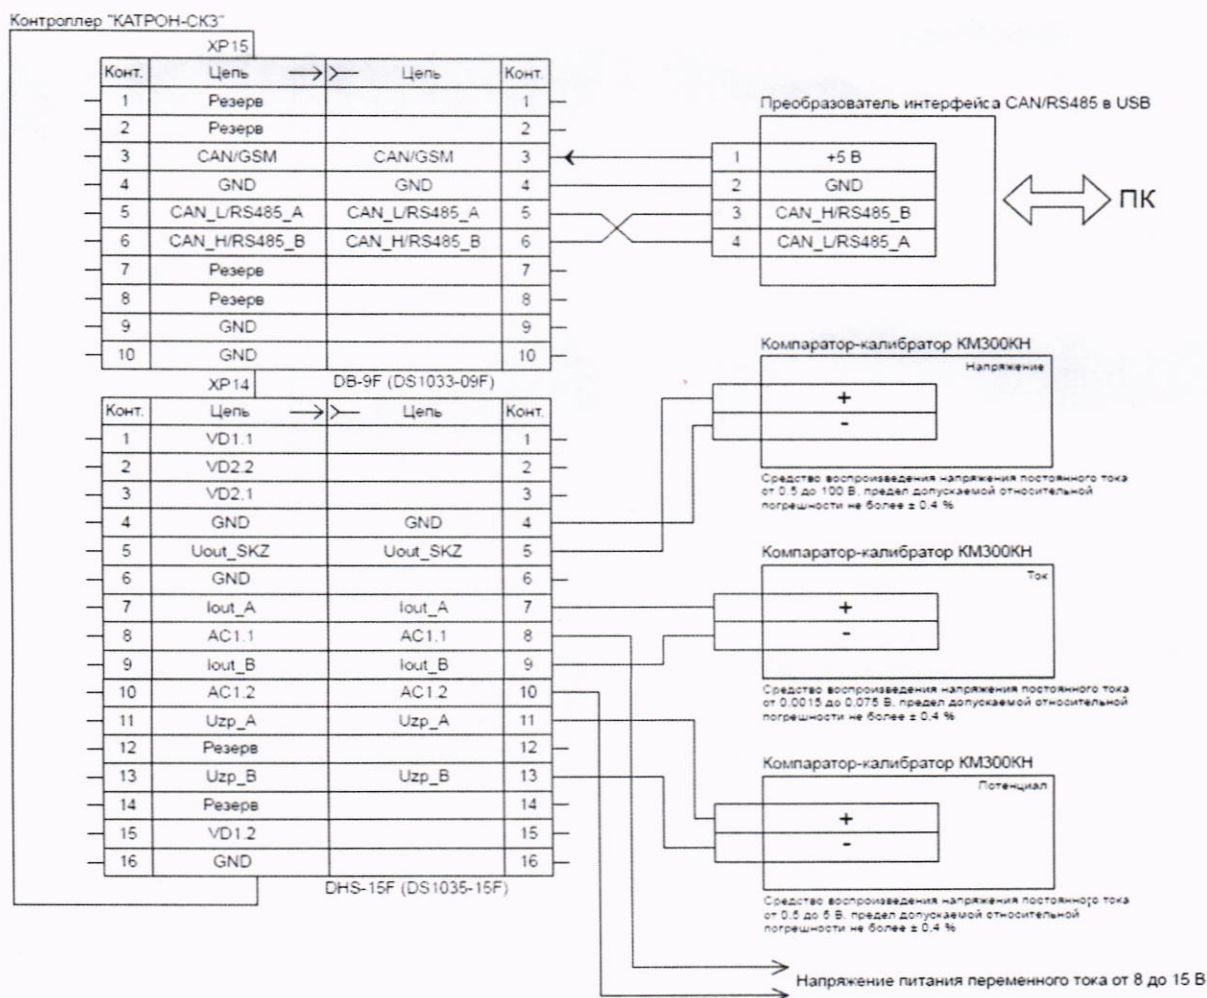 Контроллер "КАТРОН-СКЗ"
XP15
Конт. Цепь Цепь Конт.
1 Резерв 1
2 Резерв 2
3 CAN/GSM CAN/GSM 3
4 GND GND 4
5 CAN_L/RS485_A CAN_L/RS485_A 5
6 CAN_H/RS485_B CAN_H/RS485_B 6
7 Резерв 7
8 Резерв 8
9 GND 9
10 GND 10
DB-9F (DS1033-09F)
Преобразователь интерфейса CAN/RS485 в USB
1 +5 В
2 GND
3 CAN_H/RS485_B
4 CAN_L/RS485_A
ПК
XP14
Конт. Цепь Цепь Конт.
1 VD1.1 1
2 VD2.2 2
3 VD2.1 3
4 GND GND 4
5 Uout_SKZ Uout_SKZ 5
6 GND 6
7 Iout_A Iout_A 7
8 AC1.1 AC1.1 8
9 Iout_B Iout_B 9
10 AC1.2 AC1.2 10
11 Uzp_A Uzp_A 11
12 Резерв 12
13 Uzp_B Uzp_B 13
14 Резерв 14
15 VD1.2 15
16 GND 16
DHS-15F (DS1035-15F)
Компаратор-калибратор КМ300КН
Напряжение
+
-
Средство воспроизведения напряжения постоянного тока
от 0.5 до 100 В, предел допускаемой относительной
погрешности не более ± 0.4 %
Компаратор-калибратор КМ300КН
Ток
+
-
Средство воспроизведения напряжения постоянного тока
от 0.0015 до 0.075 В, предел допускаемой относительной
погрешности не более ± 0.4 %
Компаратор-калибратор КМ300КН
Потенциал
+
-
Средство воспроизведения напряжения постоянного тока
от 0.5 до 5 В, предел допускаемой относительной
погрешности не более ± 0.4 %
Напряжение питания переменного тока от 8 до 15 В